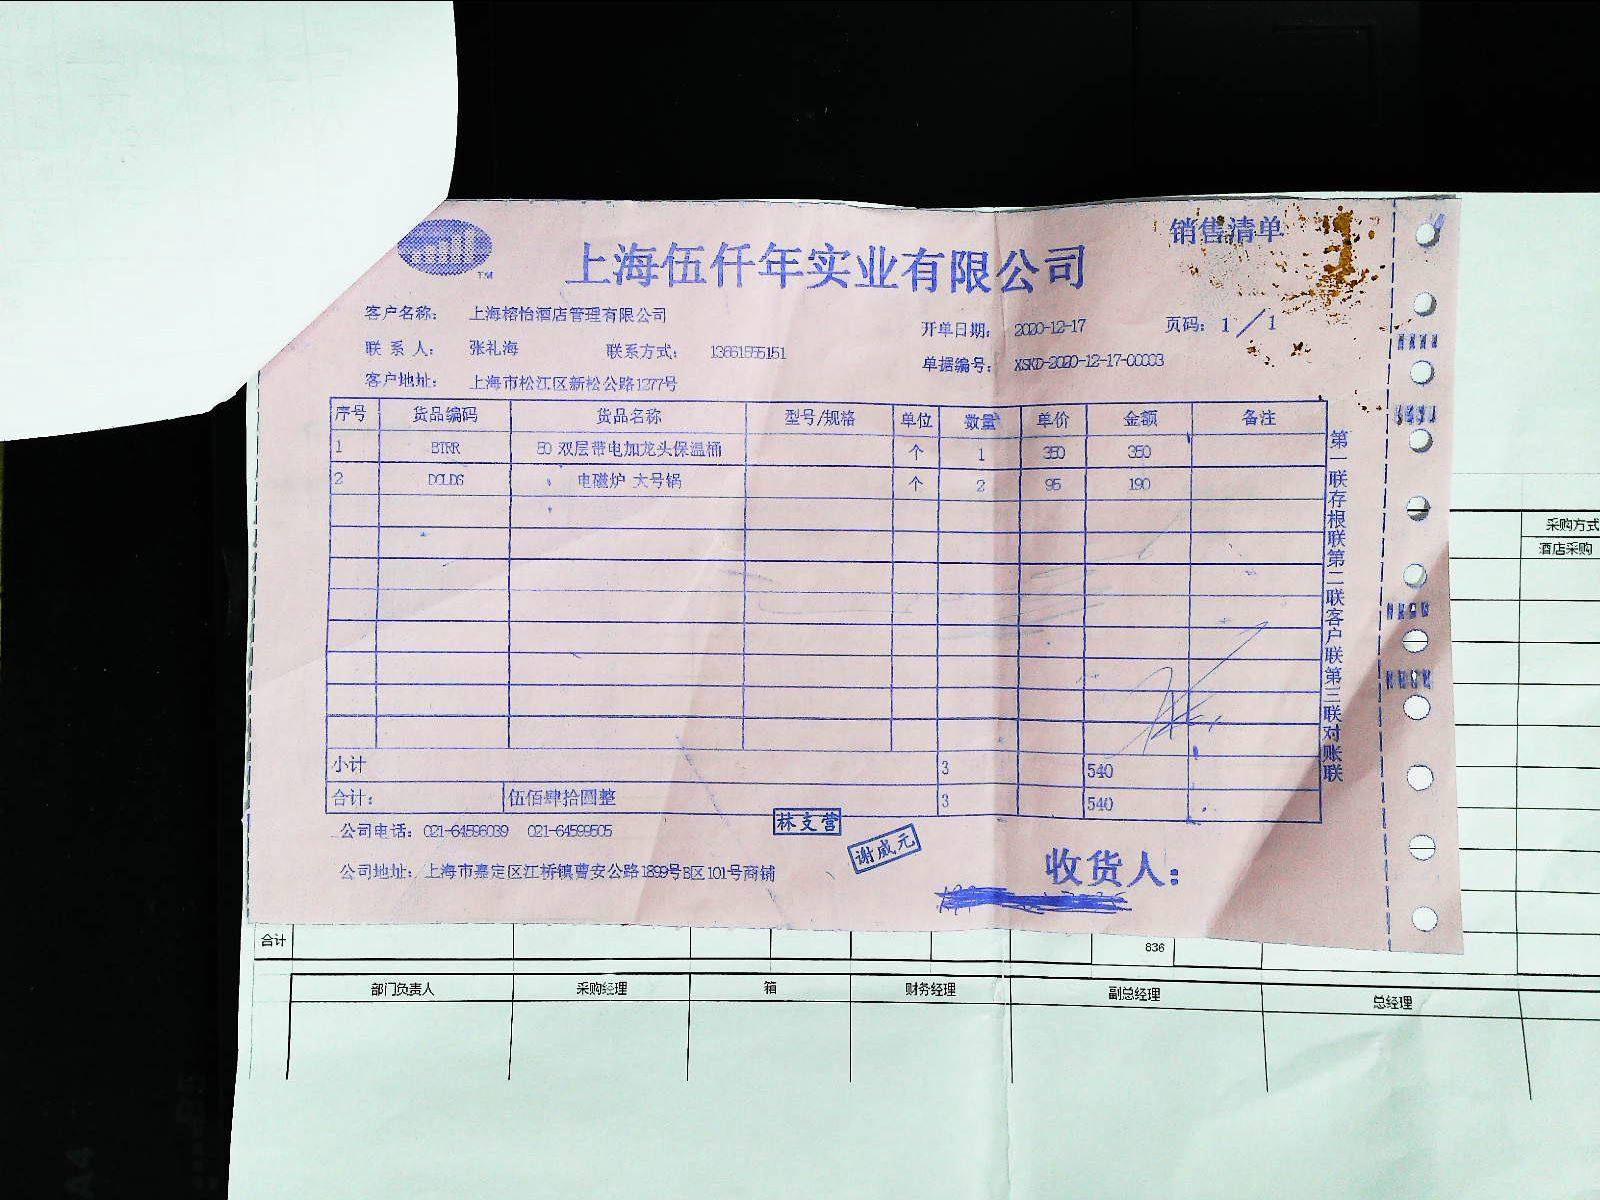 销售清单
TM
上海伍仟年实业有限公司
客户名称： 上海榕怡酒店管理有限公司
开单日期： 2020-12-17 页码：1／1
联 系 人： 张礼海 联系方式： 13661855151
单据编号： XSKD-2020-12-17-00003
客户地址： 上海市松江区新松公路1277号
序号 货品编码 货品名称 型号/规格 单位 数量 单价 金额 备注
1 BTRR 50 双层带电加龙头保温桶 个 1 350 350
2 DCLDG 电磁炉 大号锅 个 2 95 190
小计 3 540
合计： 伍佰肆拾圆整 3 540
第一联存根联第二联客户联第三联对账联
公司电话：021-64596039 021-64599505
林支营
谢威元
公司地址：上海市嘉定区江桥镇曹安公路1899号B区101号商铺
收货人：
采购方式
酒店采购
合计 836
部门负责人 采购经理 箱 财务经理 副总经理 总经理
A4